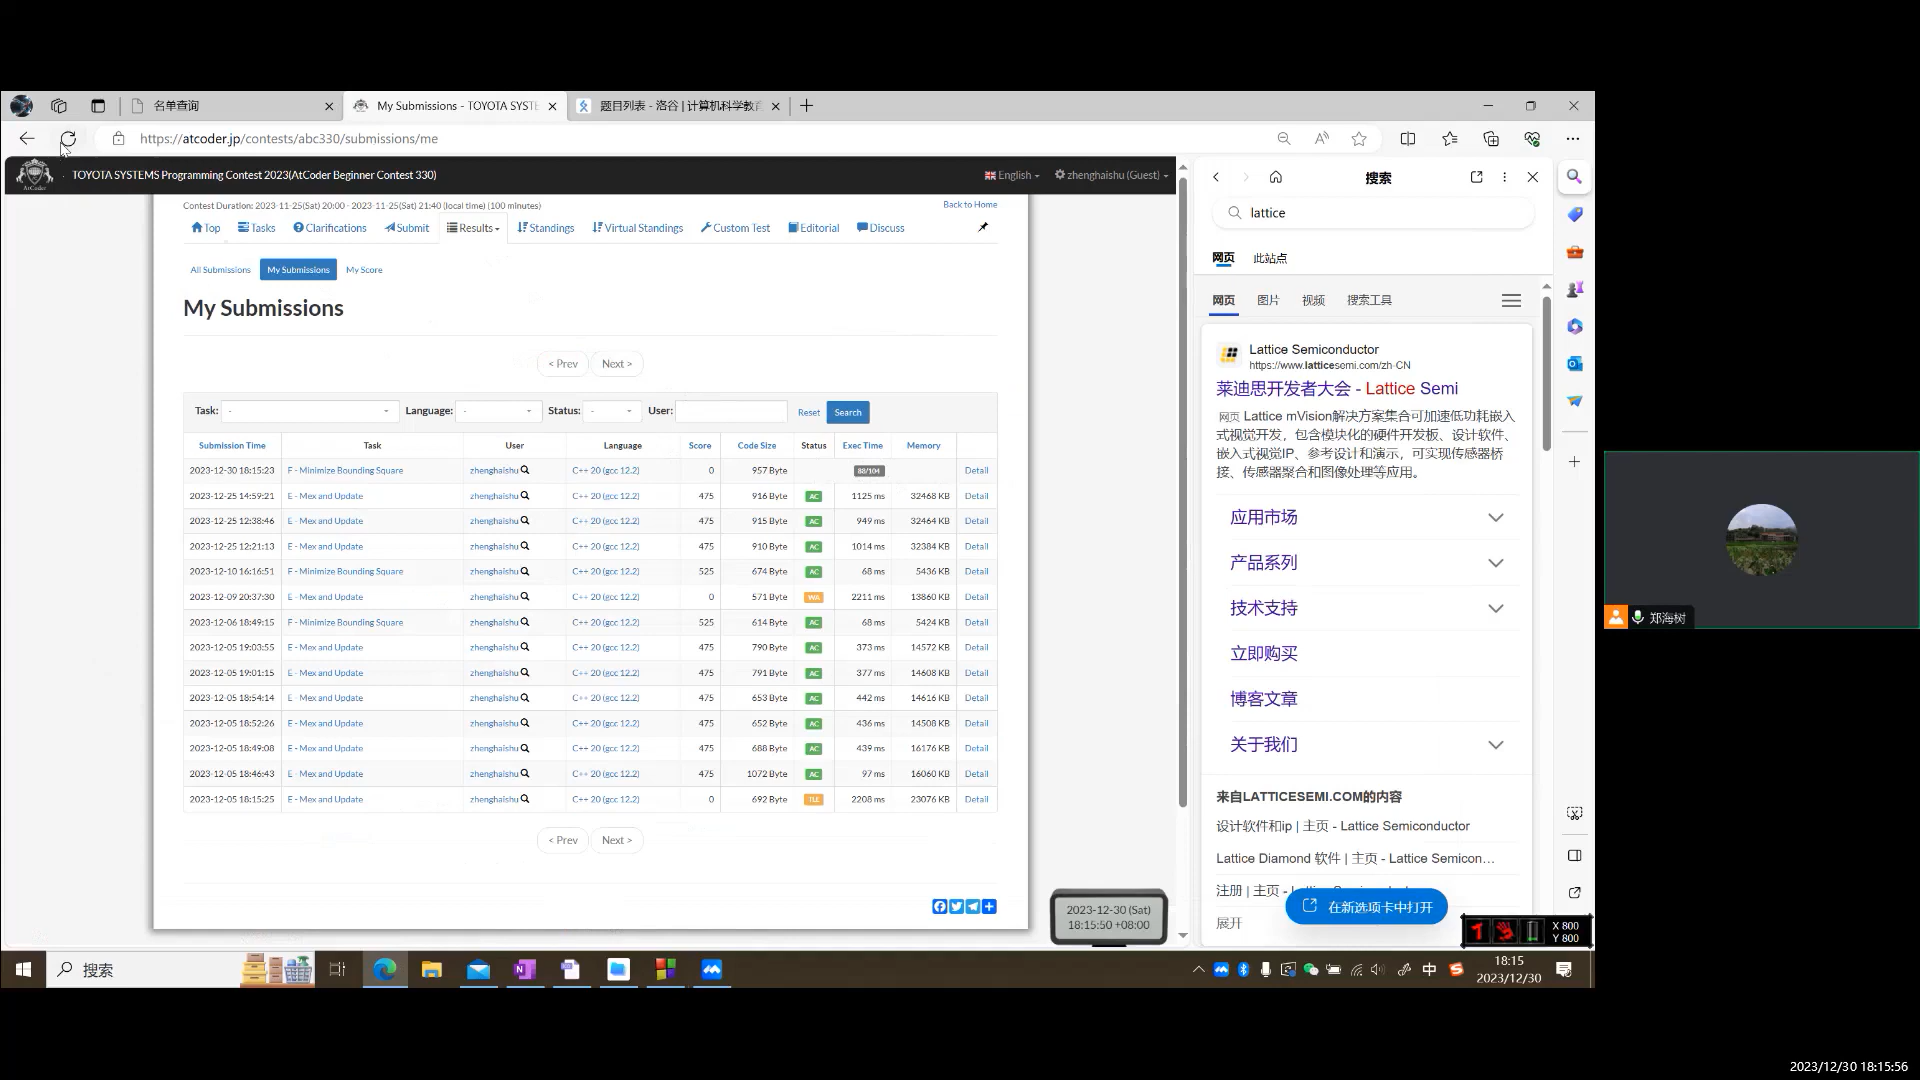 名单查询
My Submissions - TOYOTA SYSTE
题目列表 - 洛谷 | 计算机科学教育
https://atcoder.jp/contests/abc330/submissions/me
TOYOTA SYSTEMS Programming Contest 2023(AtCoder Beginner Contest 330)
English
zhenghaishu (Guest)
Contest Duration: 2023-11-25(Sat) 20:00 - 2023-11-25(Sat) 21:40 (local time) (100 minutes)
Back to Home
Top Tasks Clarifications Submit Results Standings Virtual Standings Custom Test Editorial Discuss
All Submissions My Submissions My Score
My Submissions
< Prev Next >
Task: - Language: - Status: - User: Reset Search
Submission Time Task User Language Score Code Size Status Exec Time Memory
2023-12-30 18:15:23 F - Minimize Bounding Square zhenghaishu C++ 20 (gcc 12.2) 0 957 Byte 88/104 Detail
2023-12-25 14:59:21 E - Mex and Update zhenghaishu C++ 20 (gcc 12.2) 475 916 Byte AC 1125 ms 32468 KB Detail
2023-12-25 12:38:46 E - Mex and Update zhenghaishu C++ 20 (gcc 12.2) 475 915 Byte AC 949 ms 32464 KB Detail
2023-12-25 12:21:13 E - Mex and Update zhenghaishu C++ 20 (gcc 12.2) 475 910 Byte AC 1014 ms 32384 KB Detail
2023-12-10 16:16:51 F - Minimize Bounding Square zhenghaishu C++ 20 (gcc 12.2) 525 674 Byte AC 68 ms 5436 KB Detail
2023-12-09 20:37:30 E - Mex and Update zhenghaishu C++ 20 (gcc 12.2) 0 571 Byte WA 2211 ms 13860 KB Detail
2023-12-06 18:49:15 F - Minimize Bounding Square zhenghaishu C++ 20 (gcc 12.2) 525 614 Byte AC 68 ms 5424 KB Detail
2023-12-05 19:03:55 E - Mex and Update zhenghaishu C++ 20 (gcc 12.2) 475 790 Byte AC 373 ms 14572 KB Detail
2023-12-05 19:01:15 E - Mex and Update zhenghaishu C++ 20 (gcc 12.2) 475 791 Byte AC 377 ms 14608 KB Detail
2023-12-05 18:54:14 E - Mex and Update zhenghaishu C++ 20 (gcc 12.2) 475 653 Byte AC 442 ms 14616 KB Detail
2023-12-05 18:52:26 E - Mex and Update zhenghaishu C++ 20 (gcc 12.2) 475 652 Byte AC 436 ms 14508 KB Detail
2023-12-05 18:49:08 E - Mex and Update zhenghaishu C++ 20 (gcc 12.2) 475 688 Byte AC 439 ms 16176 KB Detail
2023-12-05 18:46:43 E - Mex and Update zhenghaishu C++ 20 (gcc 12.2) 475 1072 Byte AC 97 ms 16060 KB Detail
2023-12-05 18:15:25 E - Mex and Update zhenghaishu C++ 20 (gcc 12.2) 0 692 Byte TLE 2208 ms 23076 KB Detail
< Prev Next >
2023-12-30 (Sat)
18:15:50 +08:00
搜索
lattice
网页 此站点
网页 图片 视频 搜索工具
Lattice Semiconductor
https://www.latticesemi.com/zh-CN
莱迪思开发者大会 - Lattice Semi
网页 Lattice mVision解决方案集合可加速低功耗嵌入
式视觉开发，包含模块化的硬件开发板、设计软件、
嵌入式视觉IP、参考设计和演示，可实现传感器桥
接、传感器聚合和图像处理等应用。
应用市场
产品系列
技术支持
立即购买
博客文章
关于我们
来自LATTICESEMI.COM的内容
设计软件和ip | 主页 - Lattice Semiconductor
Lattice Diamond 软件 | 主页 - Lattice Semicon...
注册 | 主页 -
在新选项卡中打开
展开
X 800
Y 800
搜索
中
18:15
2023/12/30
郑海树
2023/12/30 18:15:56